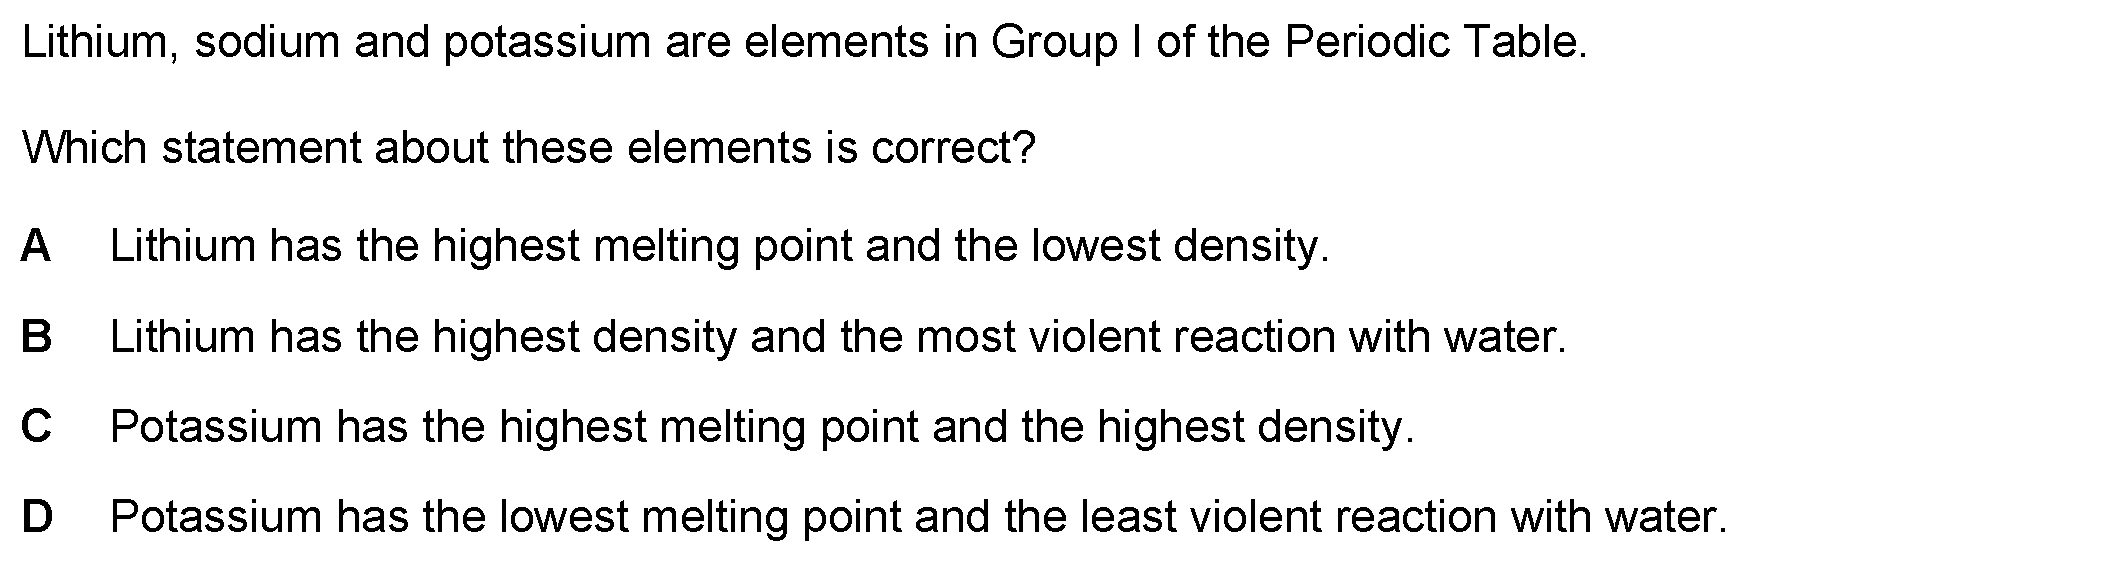 Lithium, sodium and potassium are elements in Group I of the Periodic Table.
Which statement about these elements is correct?
A Lithium has the highest melting point and the lowest density.
B Lithium has the highest density and the most violent reaction with water.
C Potassium has the highest melting point and the highest density.
D Potassium has the lowest melting point and the least violent reaction with water.